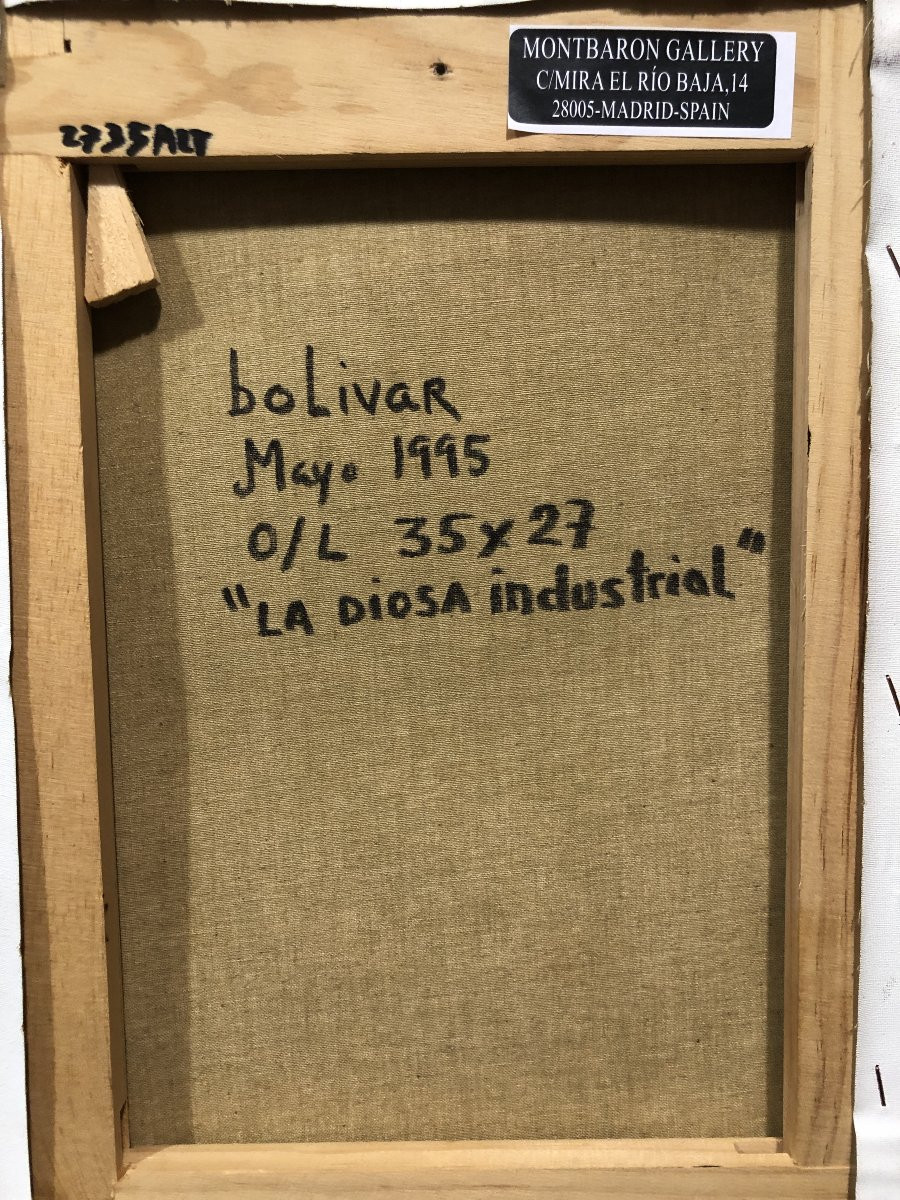 MONTBARON GALLERY
C/MIRA EL RÍO BAJA,14
28005-MADRID-SPAIN
2735ALT
boLivaR
Mayo 1995
O/L 35x27
"LA DiOSA industrial"